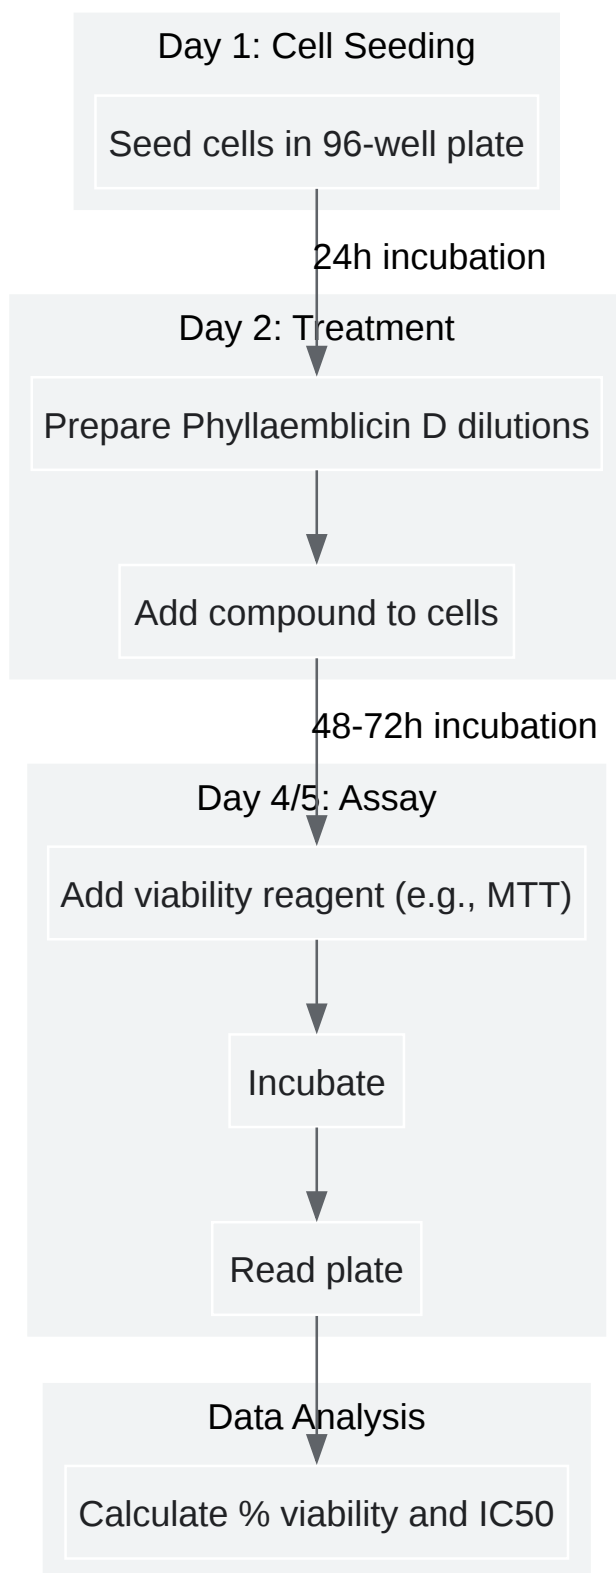 Day 1: Cell Seeding
Seed cells in 96-well plate
24h incubation
Day 2: Treatment
Prepare Phyllaemblicin D dilutions
Add compound to cells
48-72h incubation
Day 4/5: Assay
Add viability reagent (e.g., MTT)
Incubate
Read plate
Data Analysis
Calculate % viability and IC50